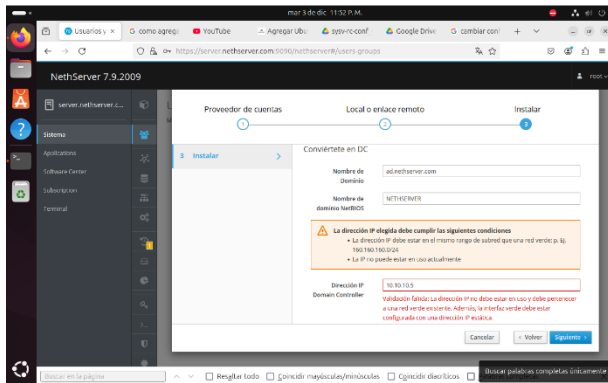 mar 3 de dic 11:52 P. M.
Usuarios y
como agreg
YouTube
Agregar Ubu
sysv-rc-conf
Google Drive
cambiar con
https://server.nethserver.com:9090/nethserver#/users-groups
NethServer 7.9.2009
root
server.nethserver.c...
Sistema
Applications
Software Center
Subscription
Terminal
Proveedor de cuentas
Local o enlace remoto
Instalar
1
2
3
3 Instalar
Conviértete en DC
Nombre de Dominio
ad.nethserver.com
Nombre de dominio NetBIOS
NETHSERVER
La dirección IP elegida debe cumplir las siguientes condiciones
La dirección IP debe estar en el mismo rango de subred que una red verde: p. Ej.
160.160.160.0/24
La IP no puede estar en uso actualmente
Dirección IP Domain Controller
10.10.10.5
Validación fallida: La dirección IP no debe estar en uso y debe pertenecer
a una red verde existente. Además, la interfaz verde debe estar
configurada con una dirección IP estática.
Cancelar
‹ Volver
Siguiente ›
Buscar en la página
Resaltar todo
Coincidir mayúsculas/minúsculas
Coincidir diacríticos
Buscar palabras completas únicamente